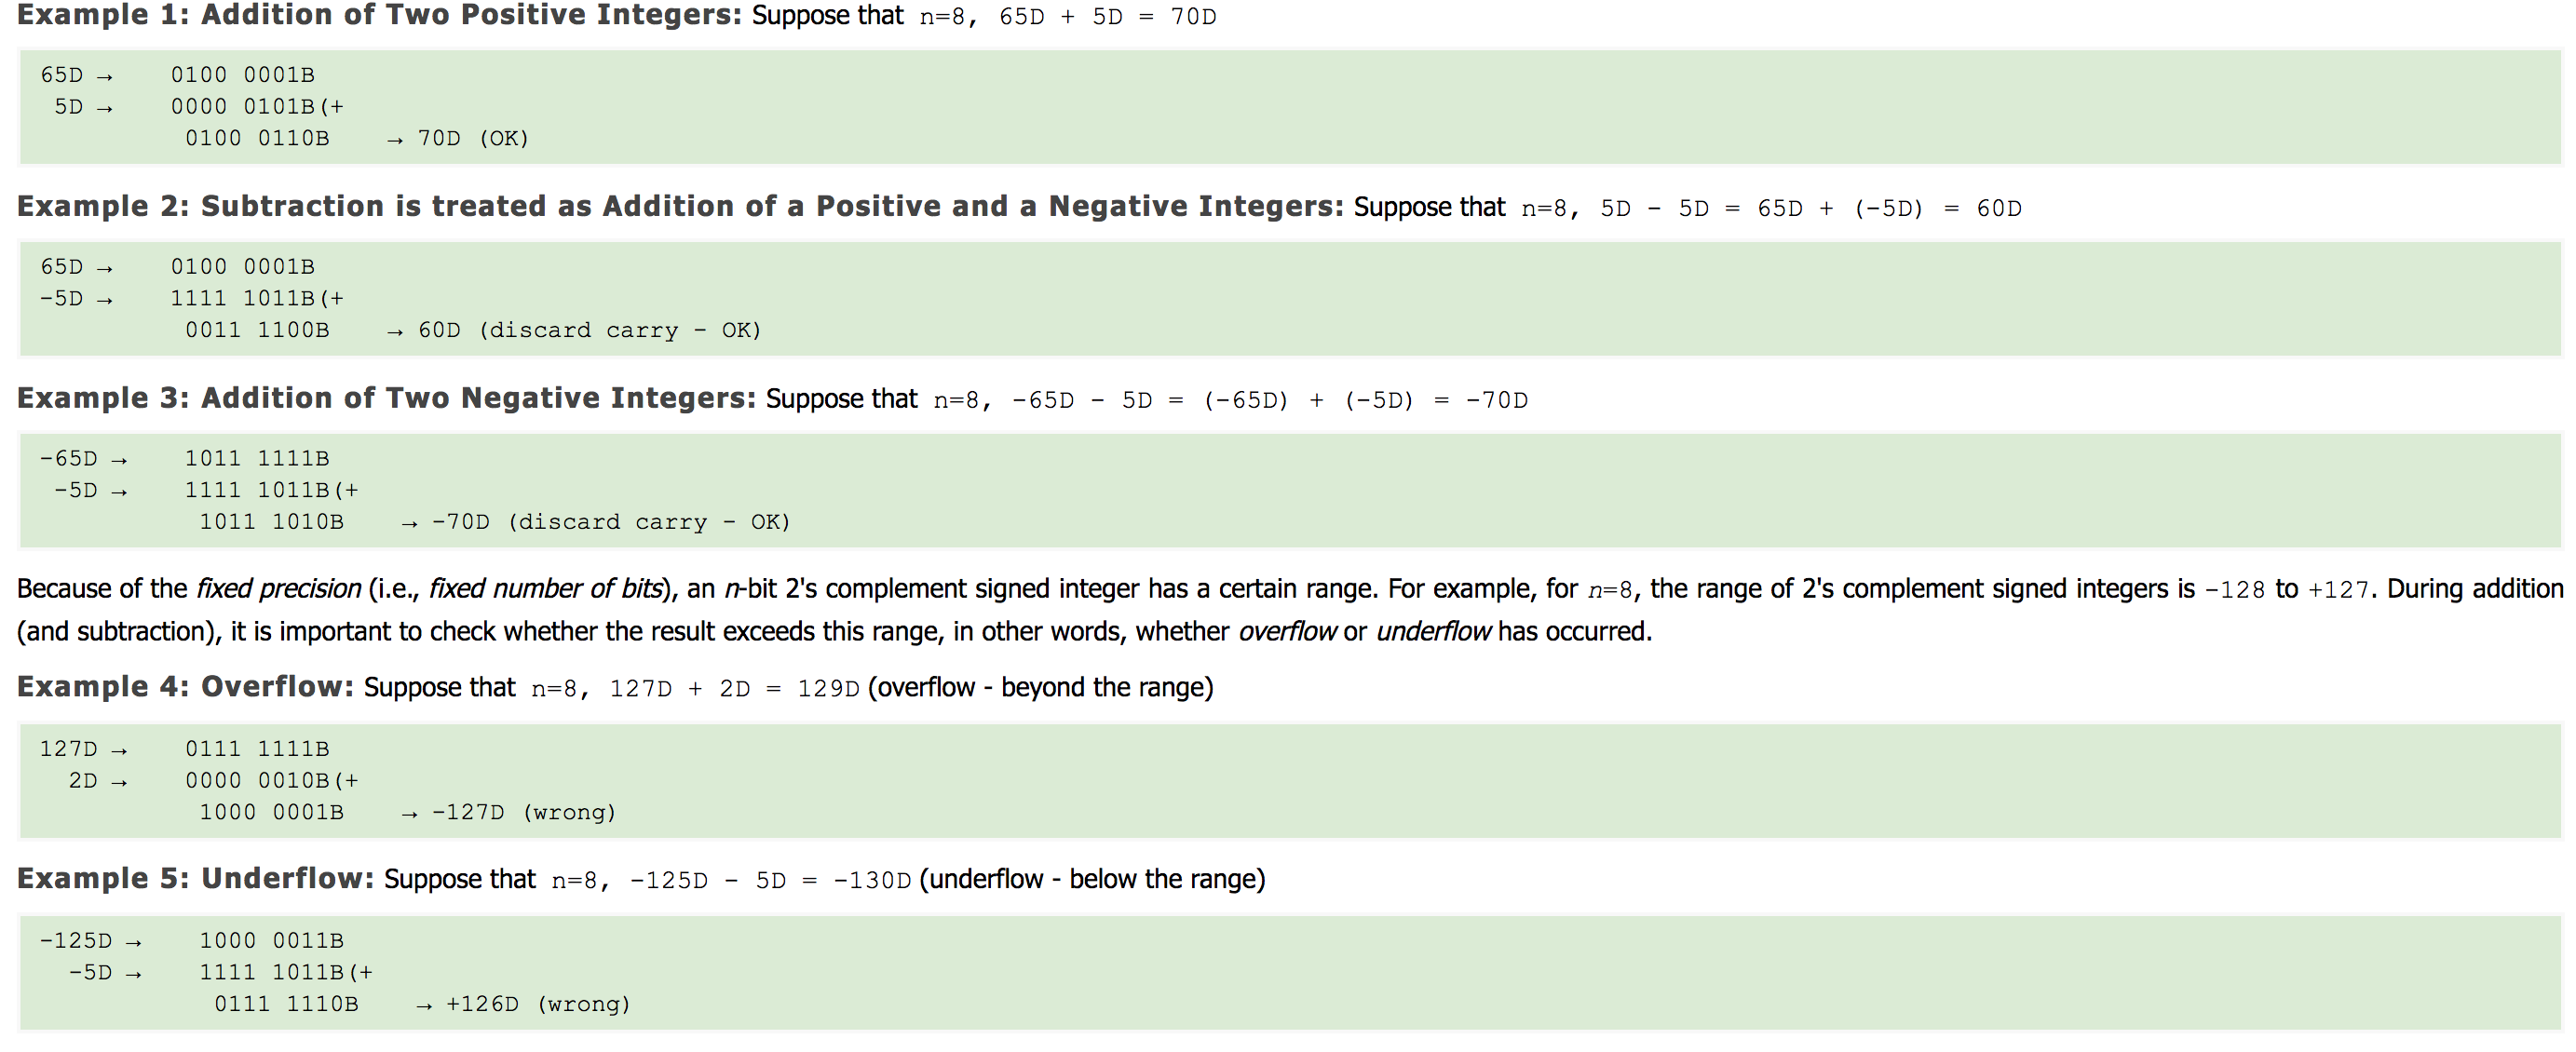 Example 1: Addition of Two Positive Integers: Suppose that n=8, 65D + 5D = 70D
65D → 0100 0001B
5D → 0000 0101B(+
0100 0110B → 70D (OK)
Example 2: Subtraction is treated as Addition of a Positive and a Negative Integers: Suppose that n=8, 5D - 5D = 65D + (-5D) = 60D
65D → 0100 0001B
-5D → 1111 1011B(+
0011 1100B → 60D (discard carry - OK)
Example 3: Addition of Two Negative Integers: Suppose that n=8, -65D - 5D = (-65D) + (-5D) = -70D
-65D → 1011 1111B
-5D → 1111 1011B(+
1011 1010B → -70D (discard carry - OK)
Because of the fixed precision (i.e., fixed number of bits), an n-bit 2's complement signed integer has a certain range. For example, for n=8, the range of 2's complement signed integers is -128 to +127. During addition
(and subtraction), it is important to check whether the result exceeds this range, in other words, whether overflow or underflow has occurred.
Example 4: Overflow: Suppose that n=8, 127D + 2D = 129D (overflow - beyond the range)
127D → 0111 1111B
2D → 0000 0010B(+
1000 0001B → -127D (wrong)
Example 5: Underflow: Suppose that n=8, -125D - 5D = -130D (underflow - below the range)
-125D → 1000 0011B
-5D → 1111 1011B(+
0111 1110B → +126D (wrong)